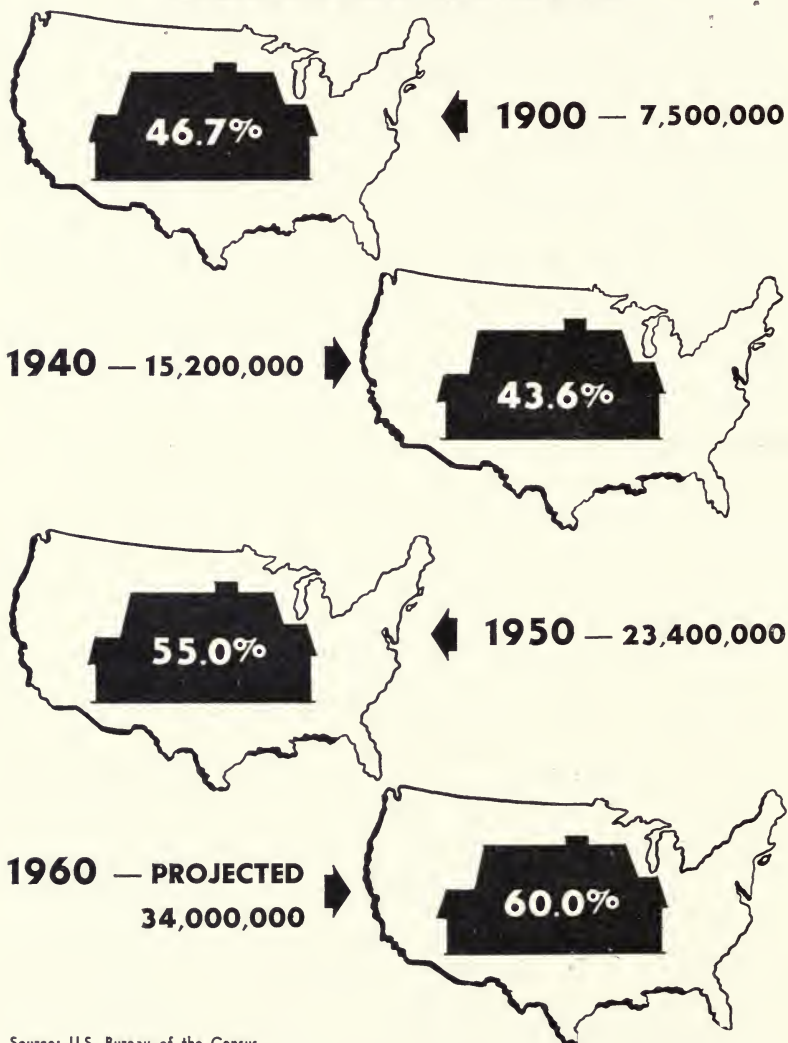 46.7%
1900 — 7,500,000
1940 — 15,200,000
43.6%
55.0%
1950 — 23,400,000
1960 — PROJECTED
34,000,000
60.0%
Source: U.S. Bureau of the Census